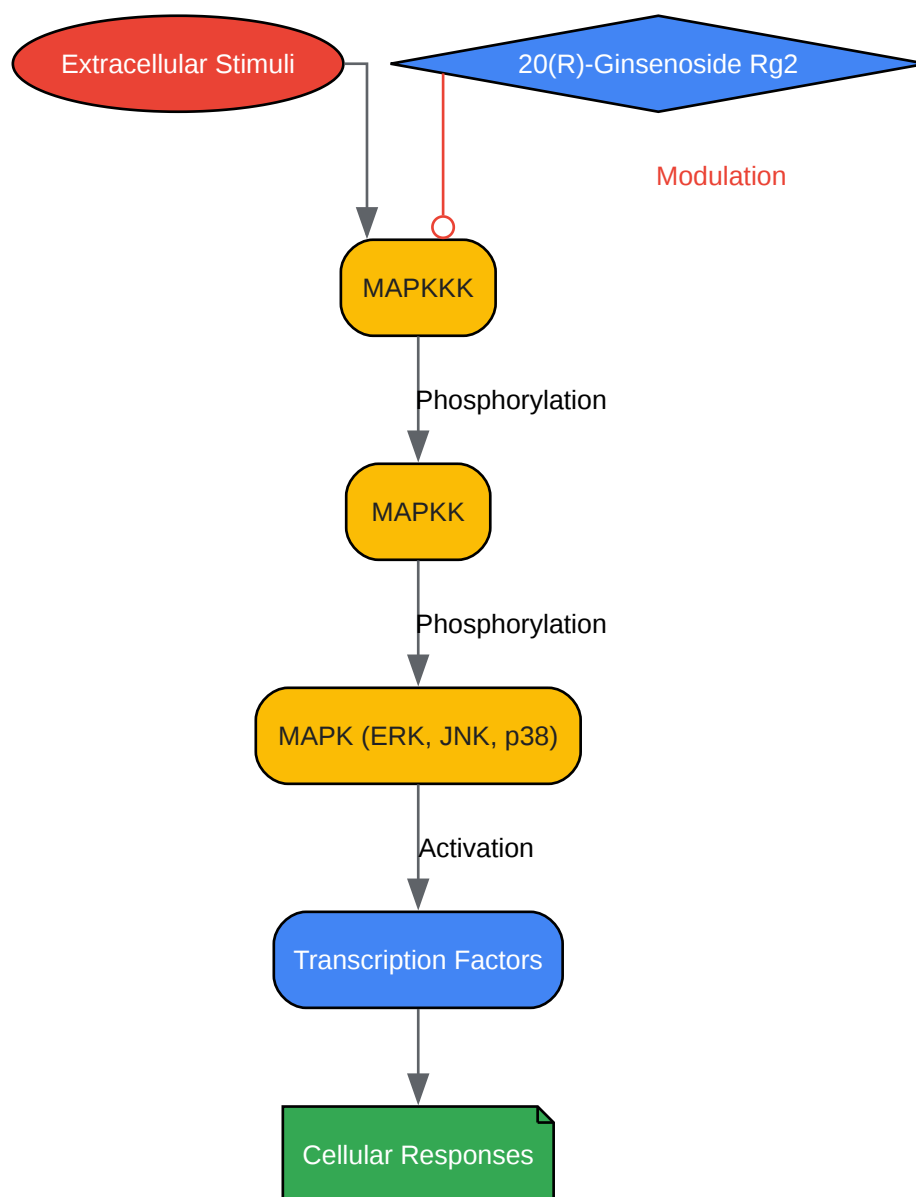 Extracellular Stimuli
20(R)-Ginsenoside Rg2
Modulation
MAPKKK
Phosphorylation
MAPKK
Phosphorylation
MAPK (ERK, JNK, p38)
Activation
Transcription Factors
Cellular Responses